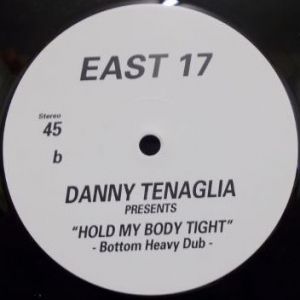 EAST 17
Stereo
45
b
DANNY TENAGLIA
PRESENTS
"HOLD MY BODY TIGHT"
- Bottom Heavy Dub -